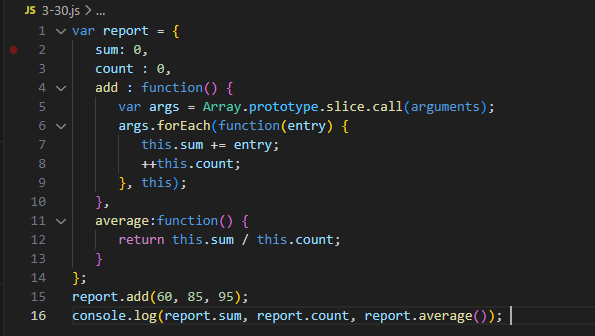 JS 3-30.js > ...
1 var report = {
2 sum: 0,
3 count : 0,
4 add : function() {
5 var args = Array.prototype.slice.call(arguments);
6 args.forEach(function(entry) {
7 this.sum += entry;
8 ++this.count;
9 }, this);
10 },
11 average:function() {
12 return this.sum / this.count;
13 }
14 };
15 report.add(60, 85, 95);
16 console.log(report.sum, report.count, report.average());